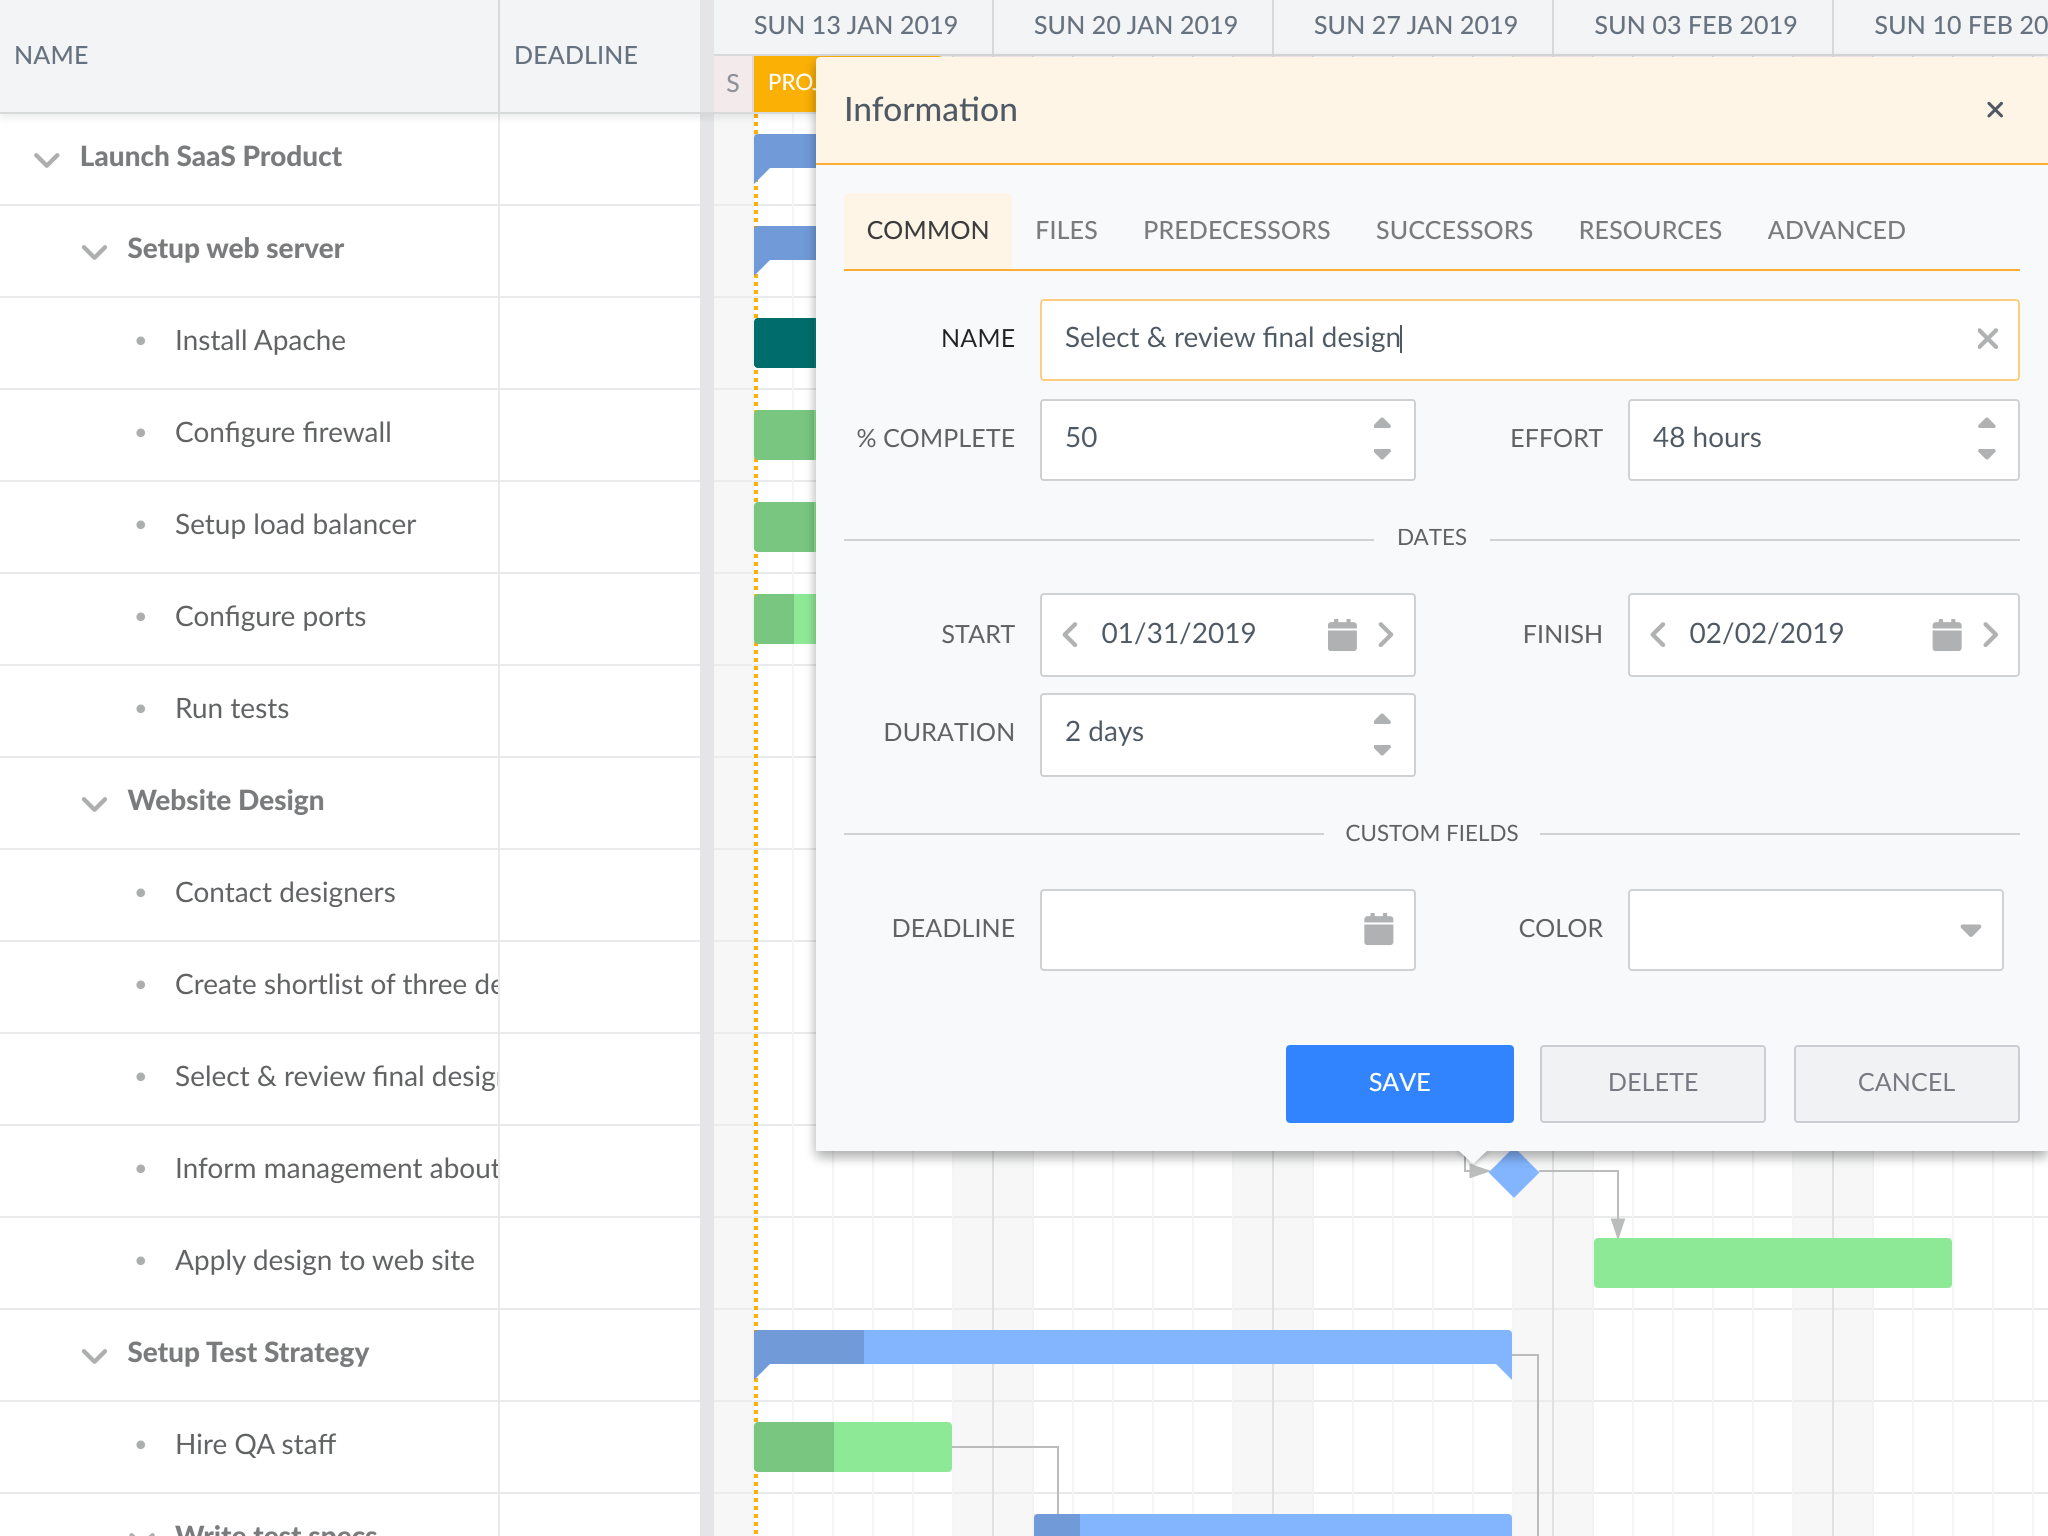 NAME
DEADLINE
SUN 13 JAN 2019
SUN 20 JAN 2019
SUN 27 JAN 2019
SUN 03 FEB 2019
SUN 10 FEB 20
S
PROJ
Launch SaaS Product
Setup web server
Install Apache
Configure firewall
Setup load balancer
Configure ports
Run tests
Website Design
Contact designers
Create shortlist of three de
Select & review final desig
Inform management about
Apply design to web site
Setup Test Strategy
Hire QA staff
Write test specs
Information
COMMON
FILES
PREDECESSORS
SUCCESSORS
RESOURCES
ADVANCED
NAME
Select & review final design
% COMPLETE
50
EFFORT
48 hours
DATES
START
01/31/2019
FINISH
02/02/2019
DURATION
2 days
CUSTOM FIELDS
DEADLINE
COLOR
SAVE
DELETE
CANCEL